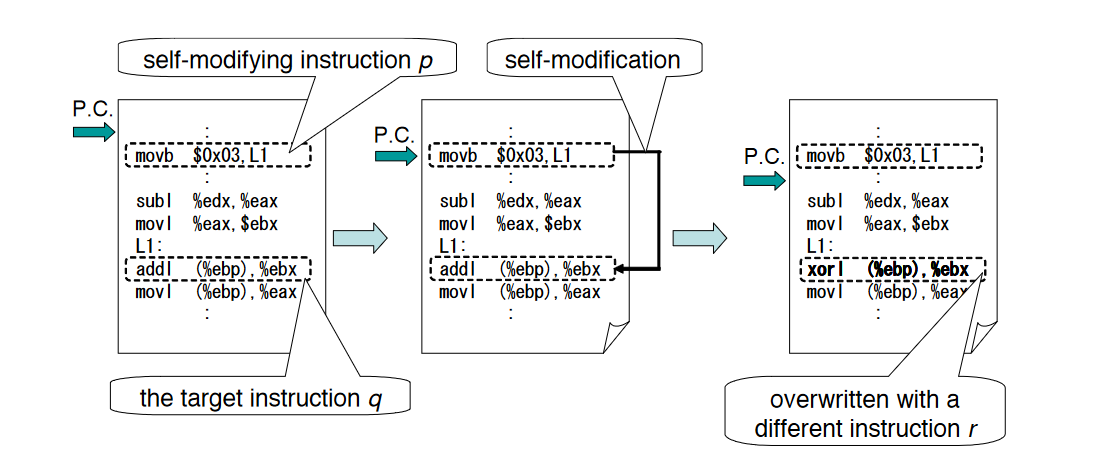 self-modifying instruction p
self-modification
P.C.
:
movb $0x03,L1
:
subl %edx,%eax
movl %eax,$ebx
L1:
addl (%ebp),%ebx
movl (%ebp),%eax
:
the target instruction q
P.C.
:
movb $0x03,L1
:
subl %edx,%eax
movl %eax,$ebx
L1:
addl (%ebp),%ebx
movl (%ebp),%eax
:
P.C.
:
movb $0x03,L1
:
subl %edx,%eax
movl %eax,$ebx
L1:
xorl (%ebp),%ebx
movl (%ebp),%eax
:
overwritten with a
different instruction r